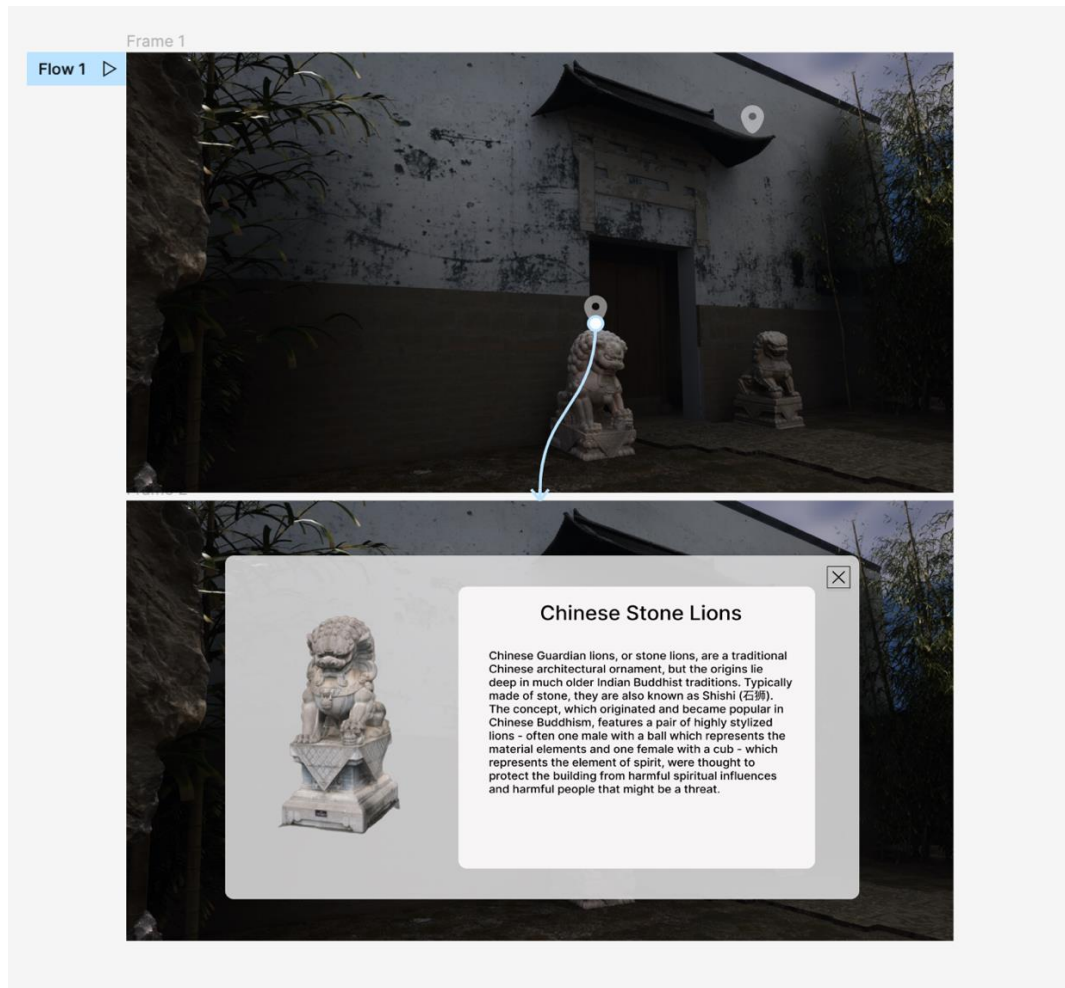 Frame 1
Flow 1
Chinese Stone Lions
Chinese Guardian lions, or stone lions, are a traditional
Chinese architectural ornament, but the origins lie
deep in much older Indian Buddhist traditions. Typically
made of stone, they are also known as Shishi (石狮).
The concept, which originated and became popular in
Chinese Buddhism, features a pair of highly stylized
lions - often one male with a ball which represents the
material elements and one female with a cub - which
represents the element of spirit, were thought to
protect the building from harmful spiritual influences
and harmful people that might be a threat.